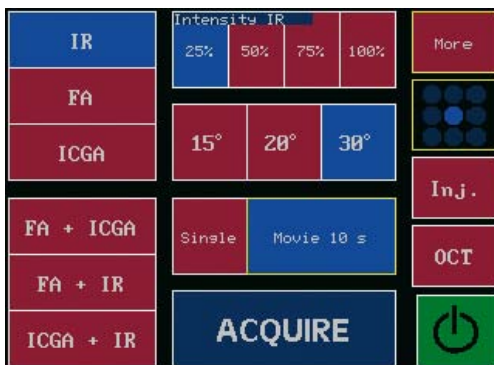 IR
FA
ICGA
FA + ICGA
FA + IR
ICGA + IR
Intensity IR
25% 50% 75% 100%
15° 20° 30°
Single Movie 10 s
ACQUIRE
More
Inj.
OCT